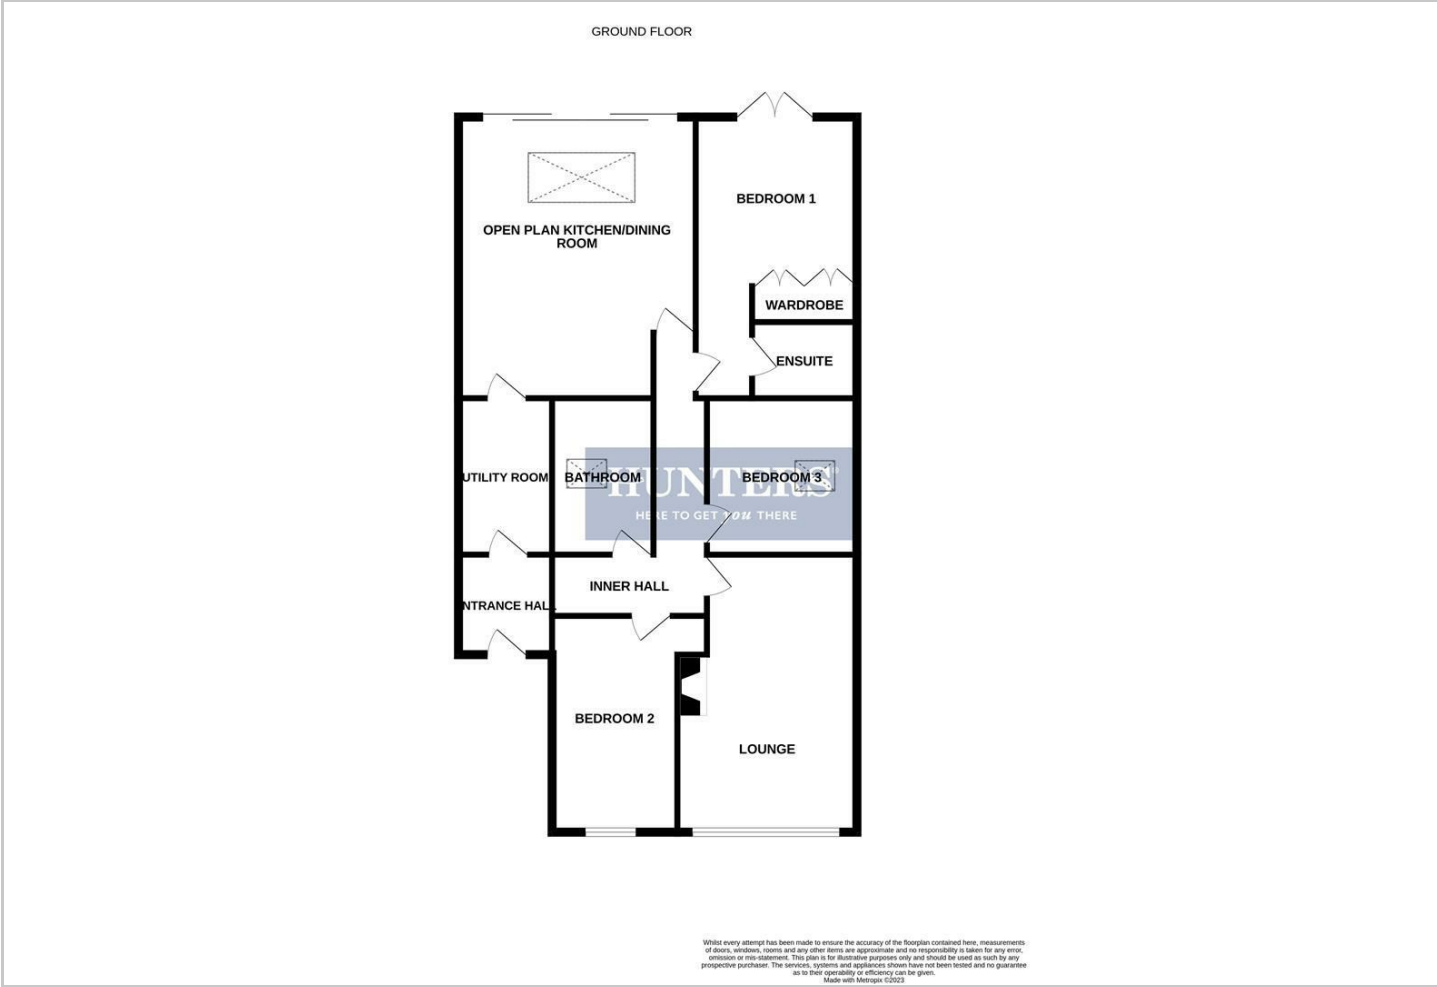 GROUND FLOOR
BEDROOM 1
OPEN PLAN KITCHEN/DINING
ROOM
WARDROBE
ENSUITE
UTILITY ROOM
BATHROOM
BEDROOM 3
HUNTERS
HERE TO GET you THERE
INNER HALL
NTRANCE HALL
BEDROOM 2
LOUNGE
Whilst every attempt has been made to ensure the accuracy of the floorplan contained here, measurements
of doors, windows, rooms and any other items are approximate and no responsibility is taken for any error,
omission or mis-statement. This plan is for illustrative purposes only and should be used as such by any
prospective purchaser. The services, systems and appliances shown have not been tested and no guarantee
as to their operability or efficiency can be given.
Made with Metropix ©2023